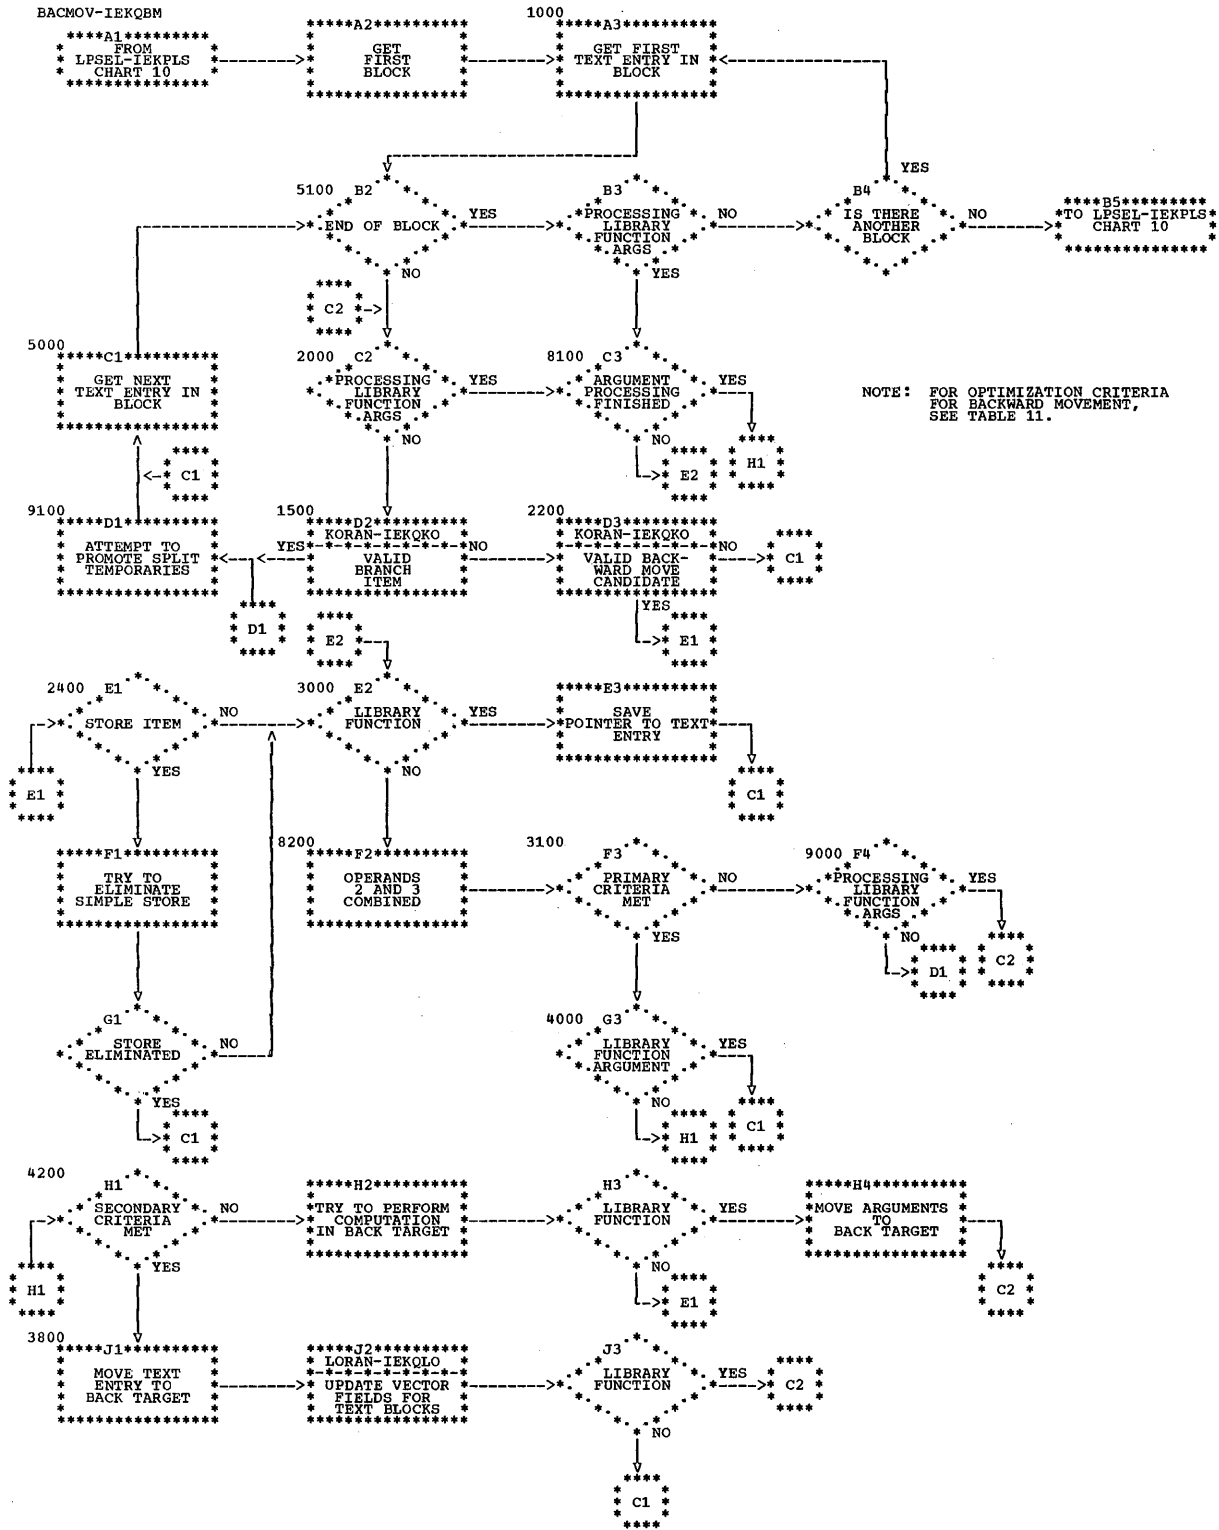 BACMOV-IEKQBM
A1
FROM
LPSEL-IEKPLS
CHART 10
A2
GET
FIRST
BLOCK
1000
A3
GET FIRST
TEXT ENTRY IN
BLOCK
5100
B2
END OF BLOCK
YES
NO
B3
PROCESSING
LIBRARY
FUNCTION
ARGS
NO
YES
B4
IS THERE
ANOTHER
BLOCK
YES
NO
B5
TO LPSEL-IEKPLS
CHART 10
C2
5000
C1
GET NEXT
TEXT ENTRY IN
BLOCK
2000
C2
PROCESSING
LIBRARY
FUNCTION
ARGS
YES
NO
8100
C3
ARGUMENT
PROCESSING
FINISHED
YES
NO
NOTE: FOR OPTIMIZATION CRITERIA
FOR BACKWARD MOVEMENT,
SEE TABLE 11.
C1
E2
H1
9100
D1
ATTEMPT TO
PROMOTE SPLIT
TEMPORARIES
1500
D2
KORAN-IEKQKO
VALID
BRANCH
ITEM
YES
NO
2200
D3
KORAN-IEKQKO
VALID BACK-
WARD MOVE
CANDIDATE
NO
YES
C1
D1
E2
E1
2400
E1
STORE ITEM
NO
YES
3000
E2
LIBRARY
FUNCTION
YES
NO
E3
SAVE
POINTER TO TEXT
ENTRY
E1
C1
F1
TRY TO
ELIMINATE
SIMPLE STORE
8200
F2
OPERANDS
2 AND 3
COMBINED
3100
F3
PRIMARY
CRITERIA
MET
NO
YES
9000
F4
PROCESSING
LIBRARY
FUNCTION
ARGS
YES
NO
D1
C2
G1
STORE
ELIMINATED
NO
YES
4000
G3
LIBRARY
FUNCTION
ARGUMENT
YES
NO
C1
H1
C1
4200
H1
SECONDARY
CRITERIA
MET
NO
YES
H2
TRY TO PERFORM
COMPUTATION
IN BACK TARGET
H3
LIBRARY
FUNCTION
YES
NO
H4
MOVE ARGUMENTS
TO
BACK TARGET
H1
E1
C2
3800
J1
MOVE TEXT
ENTRY TO
BACK TARGET
J2
LORAN-IEKQLO
UPDATE VECTOR
FIELDS FOR
TEXT BLOCKS
J3
LIBRARY
FUNCTION
YES
NO
C2
C1